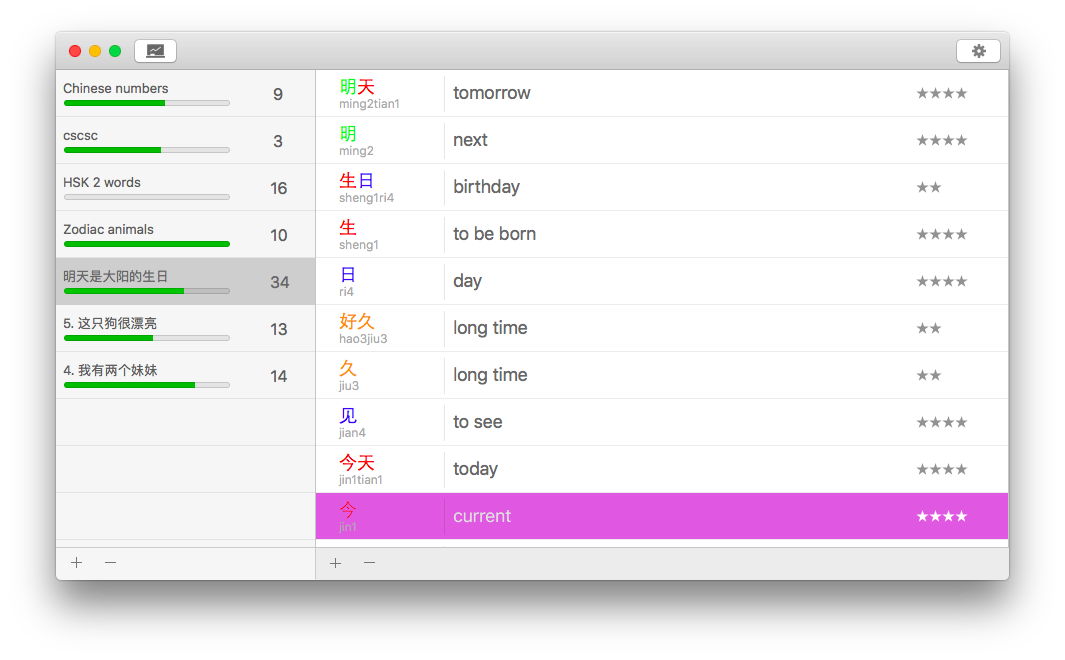 Chinese numbers
9
cscsc
3
HSK 2 words
16
Zodiac animals
10
明天是大阳的生日
34
5. 这只狗很漂亮
13
4. 我有两个妹妹
14
明天
ming2tian1
tomorrow
★★★★
明
ming2
next
★★★★
生日
sheng1ri4
birthday
★★
生
sheng1
to be born
★★★★
日
ri4
day
★★★★
好久
hao3jiu3
long time
★★
久
jiu3
long time
★★
见
jian4
to see
★★★★
今天
jin1tian1
today
★★★★
今
jin1
current
★★★★